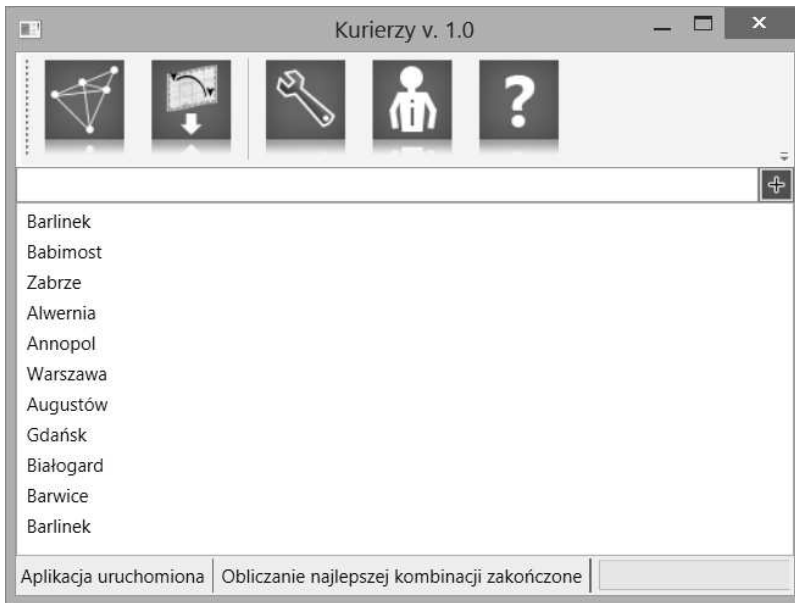 Kurierzy v. 1.0
?
Barlinek
Babimost
Zabrze
Alwernia
Annopol
Warszawa
Augustów
Gdańsk
Białogard
Barwice
Barlinek
Aplikacja uruchomiona Obliczanie najlepszej kombinacji zakończone